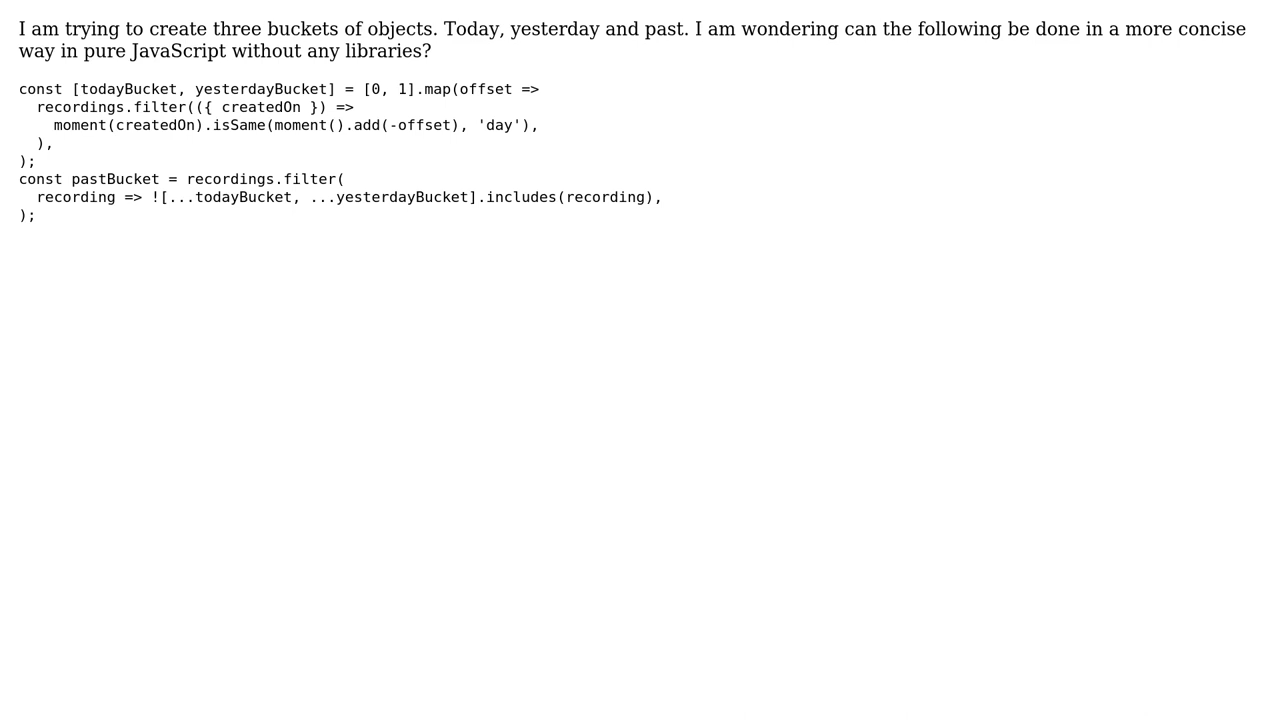 I am trying to create three buckets of objects. Today, yesterday and past. I am wondering can the following be done in a more concise
way in pure JavaScript without any libraries?
const [todayBucket, yesterdayBucket] = [0, 1].map(offset =>
  recordings.filter(({ createdOn }) =>
    moment(createdOn).isSame(moment().add(-offset), 'day'),
  ),
);
const pastBucket = recordings.filter(
  recording => ![...todayBucket, ...yesterdayBucket].includes(recording),
);